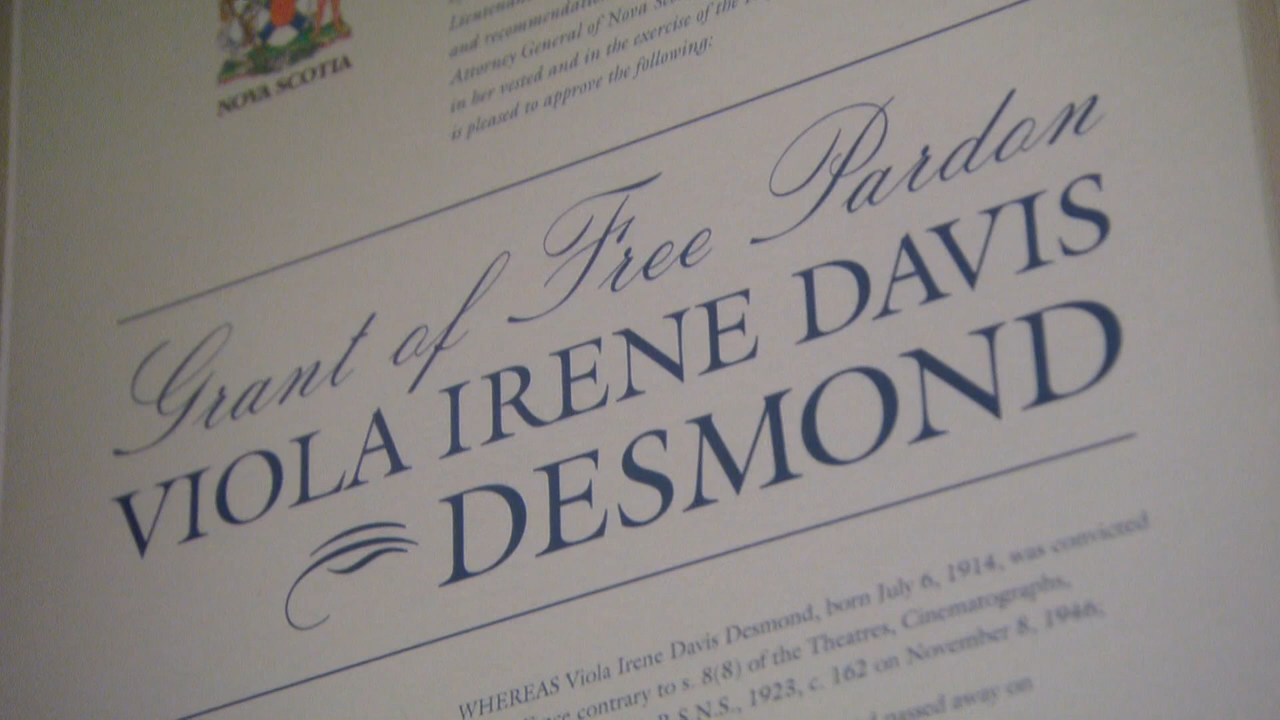 NOVA SCOTIA
Lieutenant
and recommendation
Attorney General of Nova
in her vested and in the exercise of the
is pleased to approve the following:
Grant of Free Pardon
VIOLA IRENE DAVIS
DESMOND
WHEREAS Viola Irene Davis Desmond, born July 6, 1914, was convicted
contrary to s. 8(8) of the Theatres, Cinematographs,
S.N.S., 1923, c. 162 on November 8, 1946;
passed away on